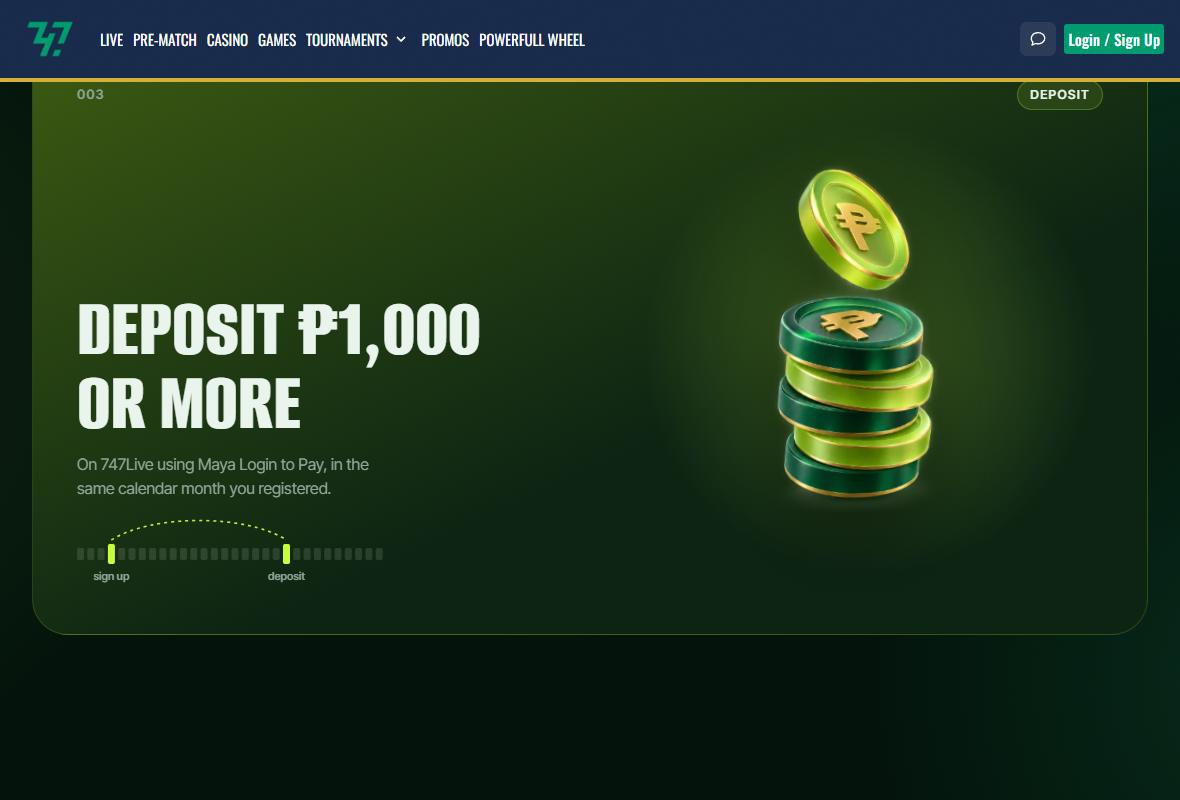 747
LIVE PRE-MATCH CASINO GAMES TOURNAMENTS PROMOS POWERFULL WHEEL
Login / Sign Up
003
DEPOSIT
DEPOSIT ₱1,000
OR MORE
On 747Live using Maya Login to Pay, in the
same calendar month you registered.
sign up
deposit
₱
₱